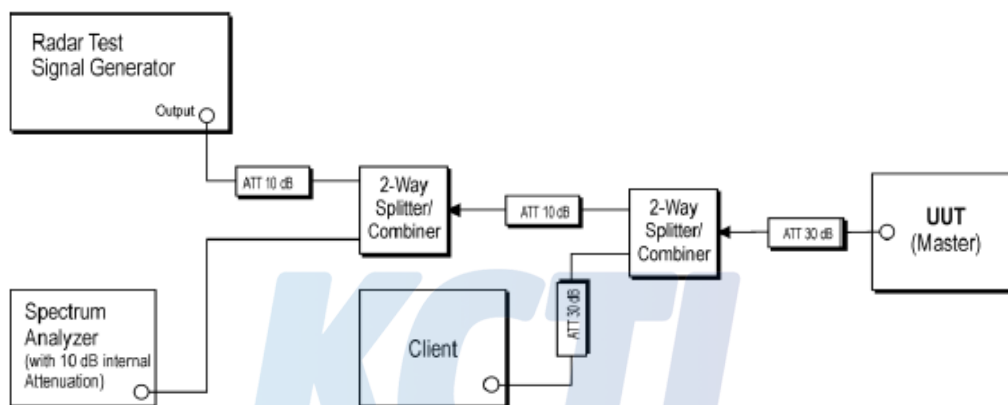 Radar Test
Signal Generator
Output
ATT 10 dB
2-Way
Splitter/
Combiner
ATT 10 dB
2-Way
Splitter/
Combiner
ATT 30 dB
UUT
(Master)
Spectrum
Analyzer
(with 10 dB internal
Attenuation)
Client
ATT 30 dB
KCTL